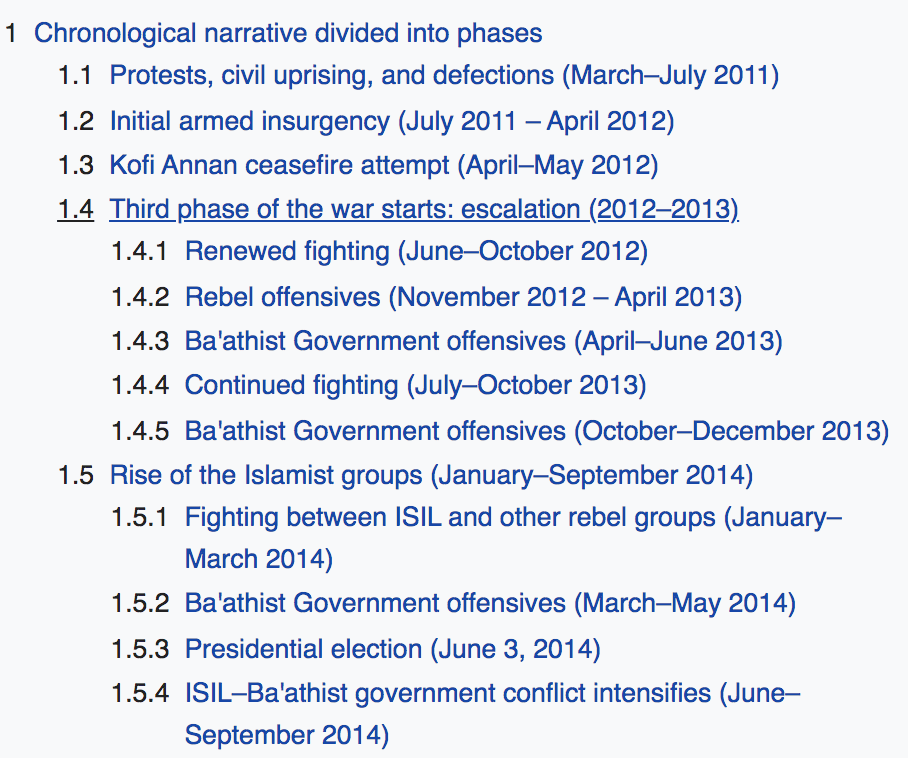 1 Chronological narrative divided into phases
1.1 Protests, civil uprising, and defections (March–July 2011)
1.2 Initial armed insurgency (July 2011 – April 2012)
1.3 Kofi Annan ceasefire attempt (April–May 2012)
1.4 Third phase of the war starts: escalation (2012–2013)
1.4.1 Renewed fighting (June–October 2012)
1.4.2 Rebel offensives (November 2012 – April 2013)
1.4.3 Ba'athist Government offensives (April–June 2013)
1.4.4 Continued fighting (July–October 2013)
1.4.5 Ba'athist Government offensives (October–December 2013)
1.5 Rise of the Islamist groups (January–September 2014)
1.5.1 Fighting between ISIL and other rebel groups (January–
March 2014)
1.5.2 Ba'athist Government offensives (March–May 2014)
1.5.3 Presidential election (June 3, 2014)
1.5.4 ISIL–Ba'athist government conflict intensifies (June–
September 2014)